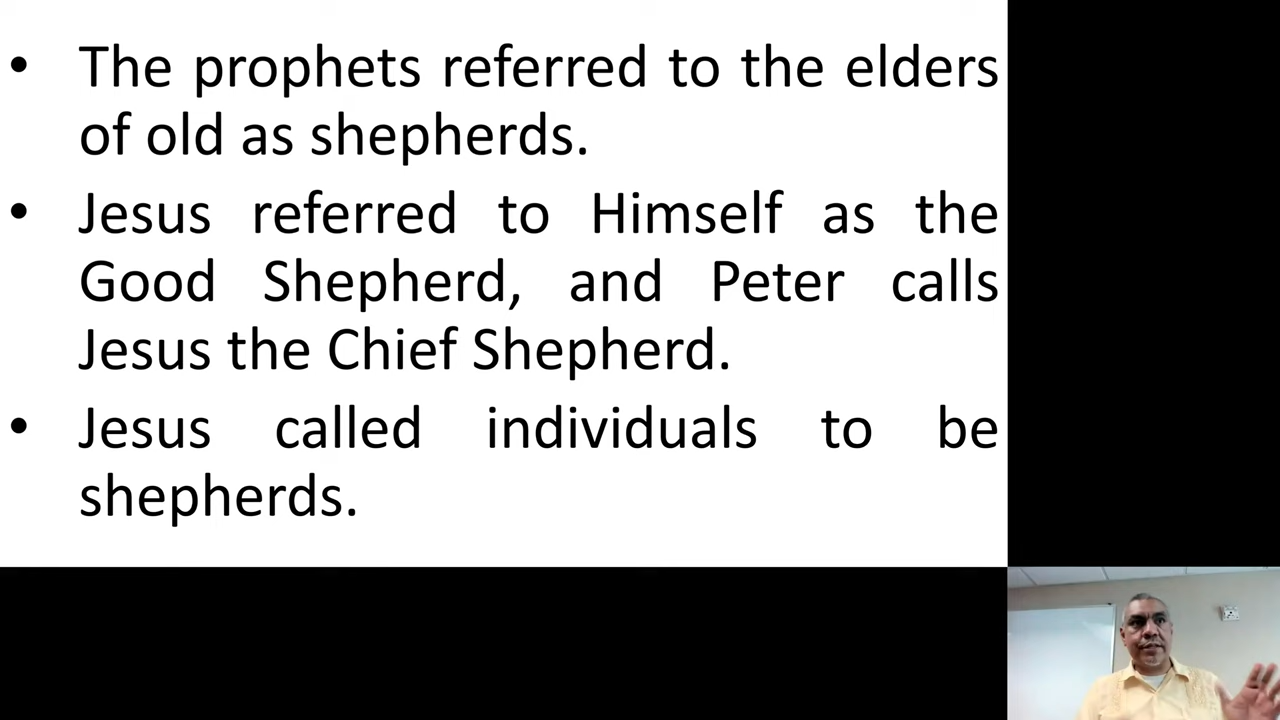 • The prophets referred to the elders
of old as shepherds.
• Jesus referred to Himself as the
Good Shepherd, and Peter calls
Jesus the Chief Shepherd.
• Jesus called individuals to be
shepherds.